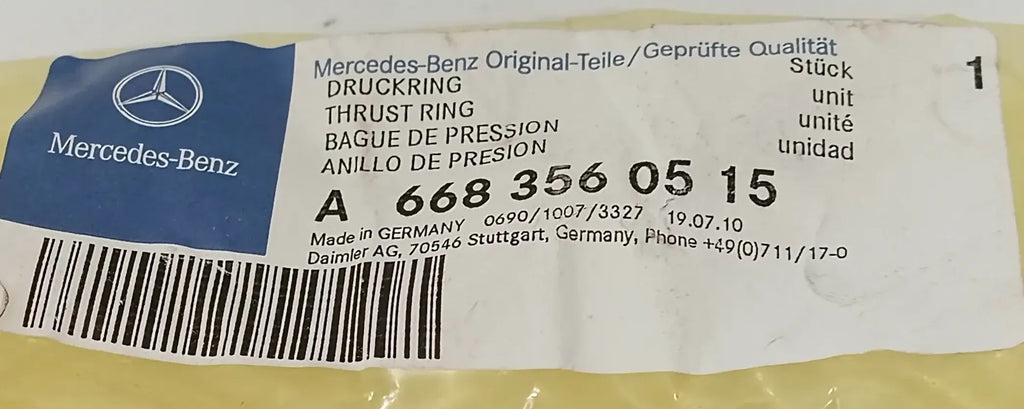 Mercedes-Benz
Mercedes-Benz Original-Teile/Geprüfte Qualität
DRUCKRING Stück 1
THRUST RING unit
BAGUE DE PRESSION unité
ANILLO DE PRESION unidad
A 668 356 05 15
Made in GERMANY 0690/1007/3327 19.07.10
Daimler AG, 70546 Stuttgart, Germany, Phone +49(0)711/17-0